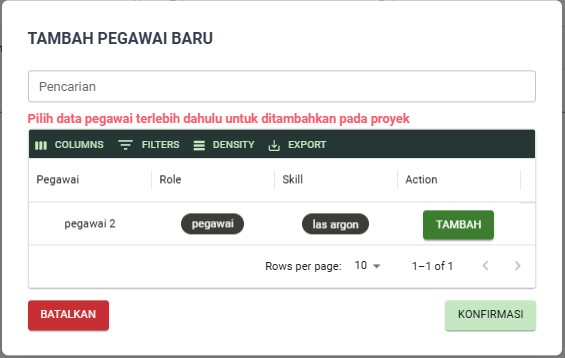 TAMBAH PEGAWAI BARU
Pencarian
Pilih data pegawai terlebih dahulu untuk ditambahkan pada proyek
COLUMNS FILTERS DENSITY EXPORT
Pegawai Role Skill Action
pegawai 2 pegawai las argon TAMBAH
Rows per page: 10 1–1 of 1
BATALKAN KONFIRMASI